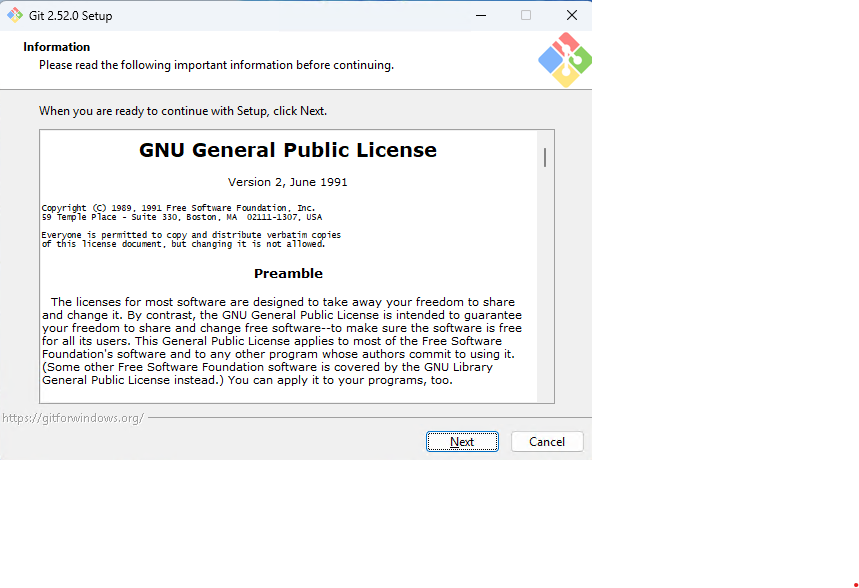 Git 2.52.0 Setup
Information
Please read the following important information before continuing.
When you are ready to continue with Setup, click Next.
GNU General Public License
Version 2, June 1991
Copyright (C) 1989, 1991 Free Software Foundation, Inc.
59 Temple Place - Suite 330, Boston, MA  02111-1307, USA
Everyone is permitted to copy and distribute verbatim copies
of this license document, but changing it is not allowed.
Preamble
The licenses for most software are designed to take away your freedom to share
and change it. By contrast, the GNU General Public License is intended to guarantee
your freedom to share and change free software--to make sure the software is free
for all its users. This General Public License applies to most of the Free Software
Foundation's software and to any other program whose authors commit to using it.
(Some other Free Software Foundation software is covered by the GNU Library
General Public License instead.) You can apply it to your programs, too.
https://gitforwindows.org/
Next
Cancel